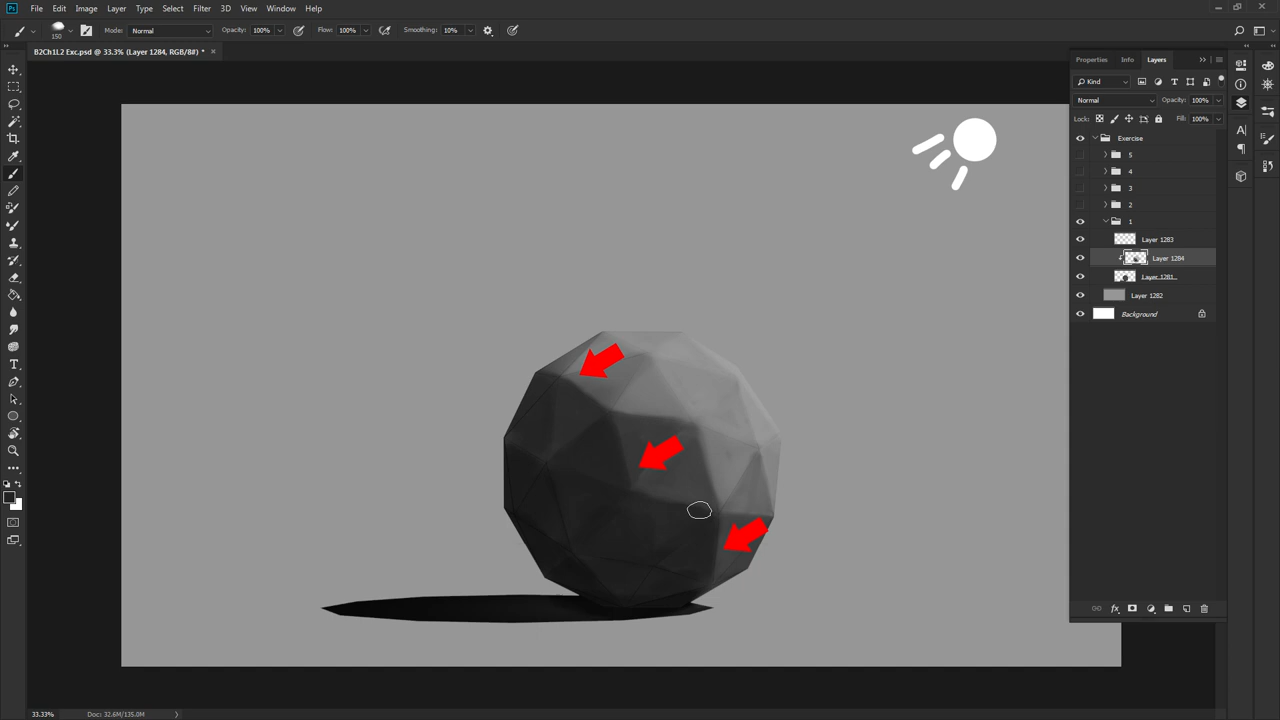 Ps File Edit Image Layer Type Select Filter 3D View Window Help
150 Mode: Normal Opacity: 100% Flow: 100% Smoothing: 10%
B2Ch1L2 Exc.psd @ 33.3% (Layer 1284, RGB/8#) *
Properties Info Layers
Kind
Normal Opacity: 100%
Lock: Fill: 100%
Exercise
5
4
3
2
1
Layer 1283
Layer 1284
Layer 1281
Layer 1282
Background
33.33% Doc: 32.6M/135.0M